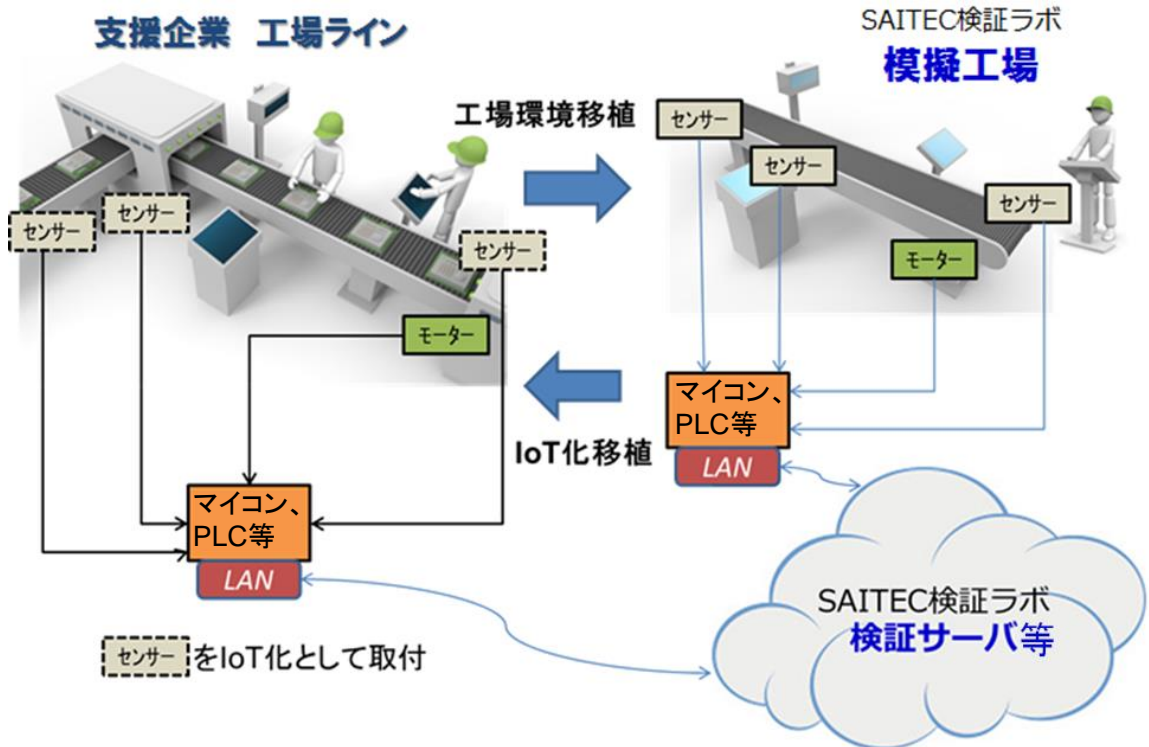 支援企業 工場ライン
SAITEC検証ラボ
模擬工場
工場環境移植
センサー
センサー
センサー
モーター
センサー
センサー
センサー
モーター
IoT化移植
マイコン、
PLC等
LAN
マイコン、
PLC等
LAN
SAITEC検証ラボ
検証サーバ等
センサー をIoT化として取付